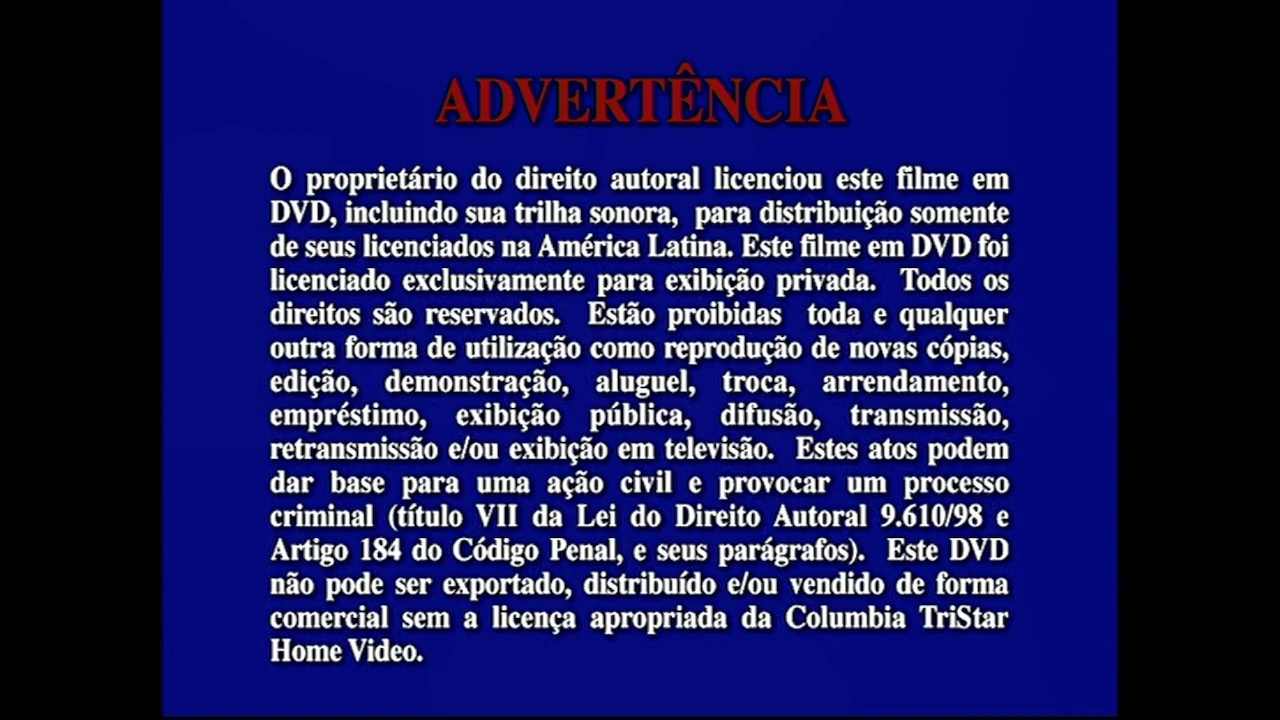 ADVERTÊNCIA
O proprietário do direito autoral licenciou este filme em
DVD, incluindo sua trilha sonora, para distribuição somente
de seus licenciados na América Latina. Este filme em DVD foi
licenciado exclusivamente para exibição privada. Todos os
direitos são reservados. Estão proibidas toda e qualquer
outra forma de utilização como reprodução de novas cópias,
edição, demonstração, aluguel, troca, arrendamento,
empréstimo, exibição pública, difusão, transmissão,
retransmissão e/ou exibição em televisão. Estes atos podem
dar base para uma ação civil e provocar um processo
criminal (título VII da Lei do Direito Autoral 9.610/98 e
Artigo 184 do Código Penal, e seus parágrafos). Este DVD
não pode ser exportado, distribuído e/ou vendido de forma
comercial sem a licença apropriada da Columbia TriStar
Home Video.